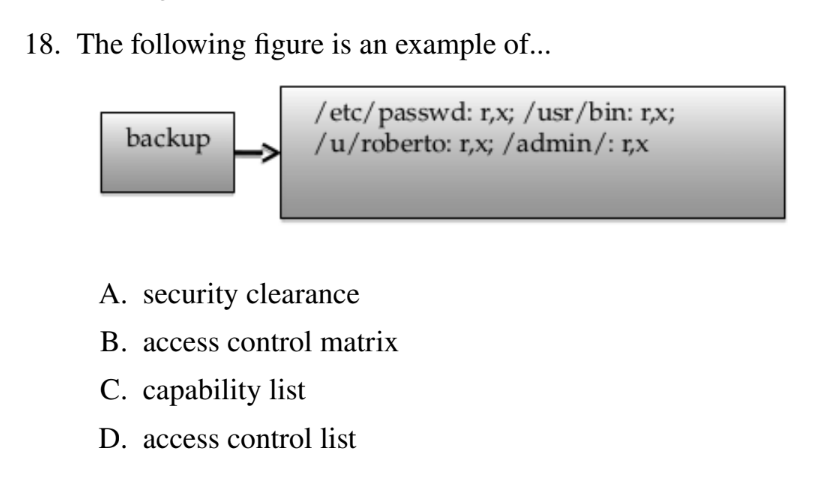 18. The following figure is an example of...
backup
/etc/passwd: r,x; /usr/bin: r,x;
/u/roberto: r,x; /admin/: r,x
A. security clearance
B. access control matrix
C. capability list
D. access control list